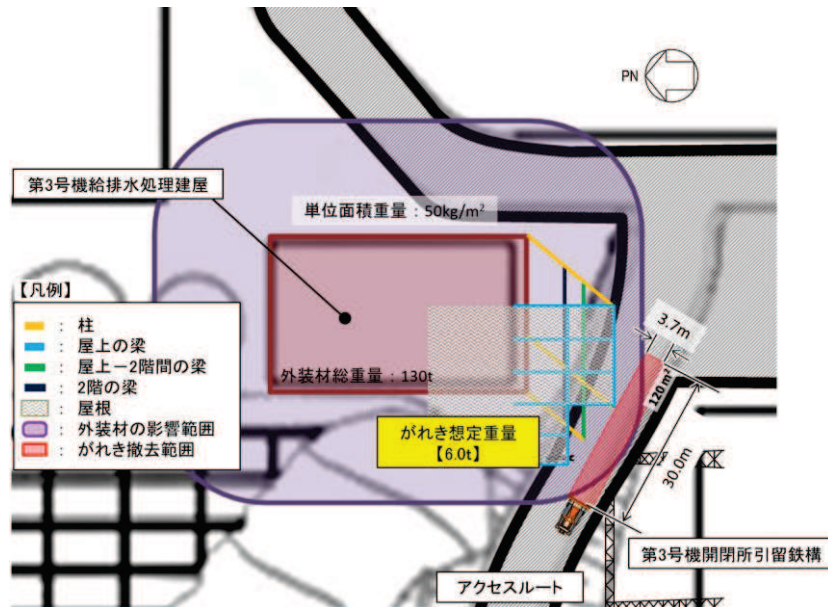 PN
第3号機給排水処理建屋
単位面積重量：50kg/m²
【凡例】
：柱
：屋上の梁
：屋上－2階間の梁
：2階の梁
：屋根
：外装材の影響範囲
：がれき撤去範囲
外装材総重量：130t
3.7m
120m²
30.0m
がれき想定重量
【6.0t】
第3号機開閉所引留鉄構
アクセスルート